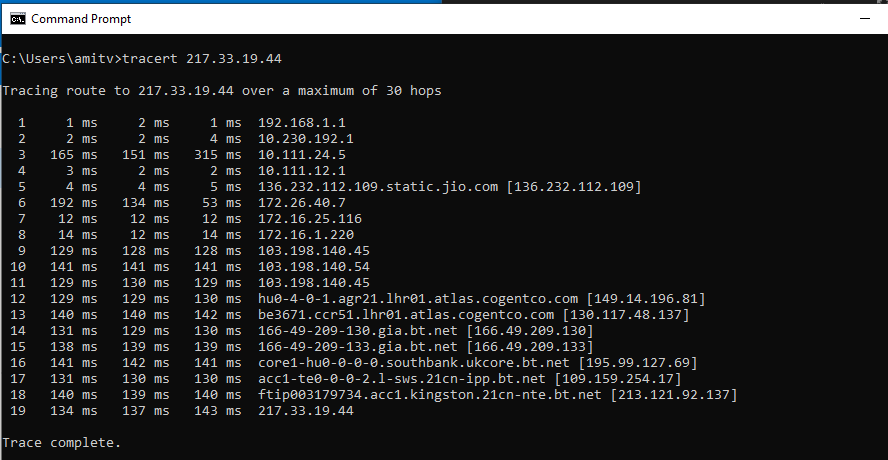 Command Prompt
C:\Users\amitv>tracert 217.33.19.44
Tracing route to 217.33.19.44 over a maximum of 30 hops
1 1 ms 2 ms 1 ms 192.168.1.1
2 2 ms 2 ms 4 ms 10.230.192.1
3 165 ms 151 ms 315 ms 10.111.24.5
4 3 ms 2 ms 2 ms 10.111.12.1
5 4 ms 4 ms 5 ms 136.232.112.109.static.jio.com [136.232.112.109]
6 192 ms 134 ms 53 ms 172.26.40.7
7 12 ms 12 ms 12 ms 172.16.25.116
8 14 ms 12 ms 14 ms 172.16.1.220
9 129 ms 128 ms 128 ms 103.198.140.45
10 141 ms 141 ms 141 ms 103.198.140.54
11 129 ms 130 ms 129 ms 103.198.140.45
12 129 ms 129 ms 130 ms hu0-4-0-1.agr21.lhr01.atlas.cogentco.com [149.14.196.81]
13 140 ms 140 ms 142 ms be3671.ccr51.lhr01.atlas.cogentco.com [130.117.48.137]
14 131 ms 129 ms 130 ms 166-49-209-130.gia.bt.net [166.49.209.130]
15 138 ms 139 ms 139 ms 166-49-209-133.gia.bt.net [166.49.209.133]
16 141 ms 142 ms 141 ms core1-hu0-0-0-0.southbank.ukcore.bt.net [195.99.127.69]
17 131 ms 130 ms 130 ms acc1-te0-0-0-2.l-sws.21cn-ipp.bt.net [109.159.254.17]
18 140 ms 139 ms 140 ms ftip003179734.acc1.kingston.21cn-nte.bt.net [213.121.92.137]
19 134 ms 137 ms 143 ms 217.33.19.44
Trace complete.